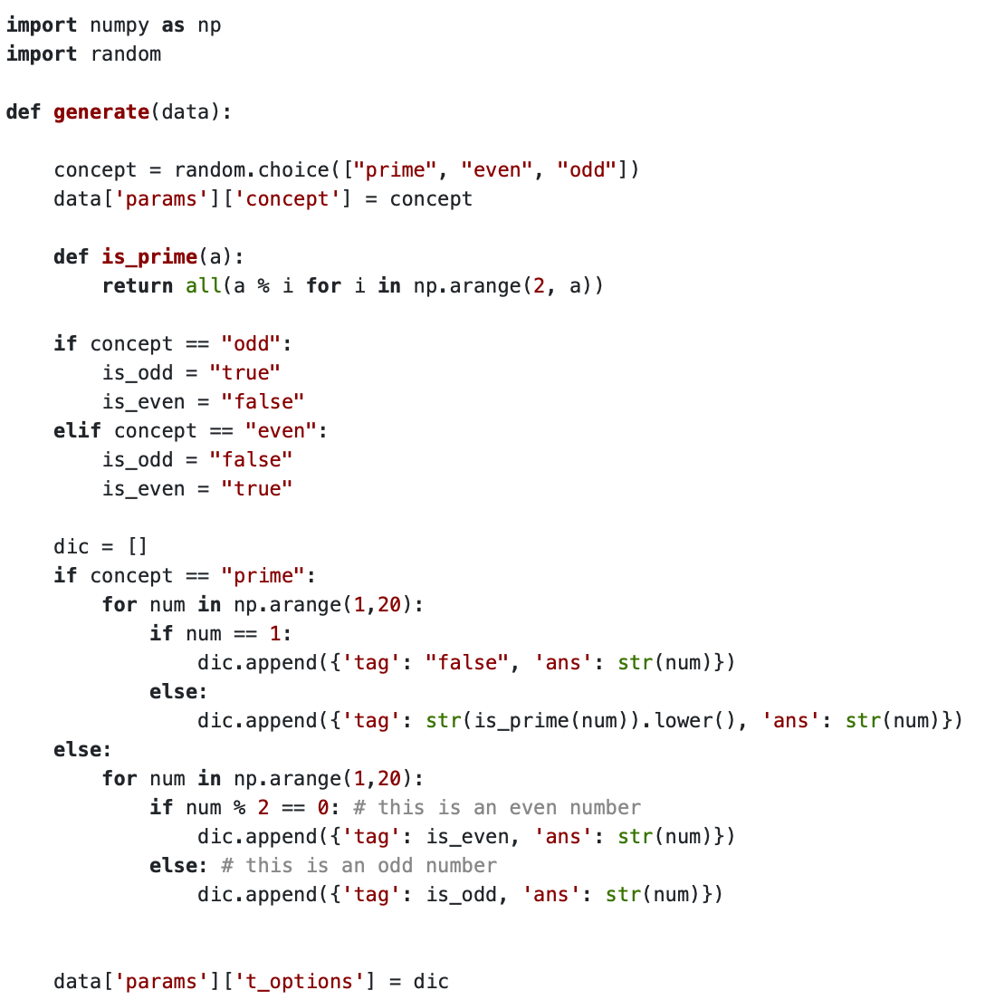 import numpy as np
import random

def generate(data):

    concept = random.choice(["prime", "even", "odd"])
    data['params']['concept'] = concept

    def is_prime(a):
        return all(a % i for i in np.arange(2, a))

    if concept == "odd":
        is_odd = "true"
        is_even = "false"
    elif concept == "even":
        is_odd = "false"
        is_even = "true"

    dic = []
    if concept == "prime":
        for num in np.arange(1,20):
            if num == 1:
                dic.append({'tag': "false", 'ans': str(num)})
            else:
                dic.append({'tag': str(is_prime(num)).lower(), 'ans': str(num)})
    else:
        for num in np.arange(1,20):
            if num % 2 == 0: # this is an even number
                dic.append({'tag': is_even, 'ans': str(num)})
            else: # this is an odd number
                dic.append({'tag': is_odd, 'ans': str(num)})


    data['params']['t_options'] = dic